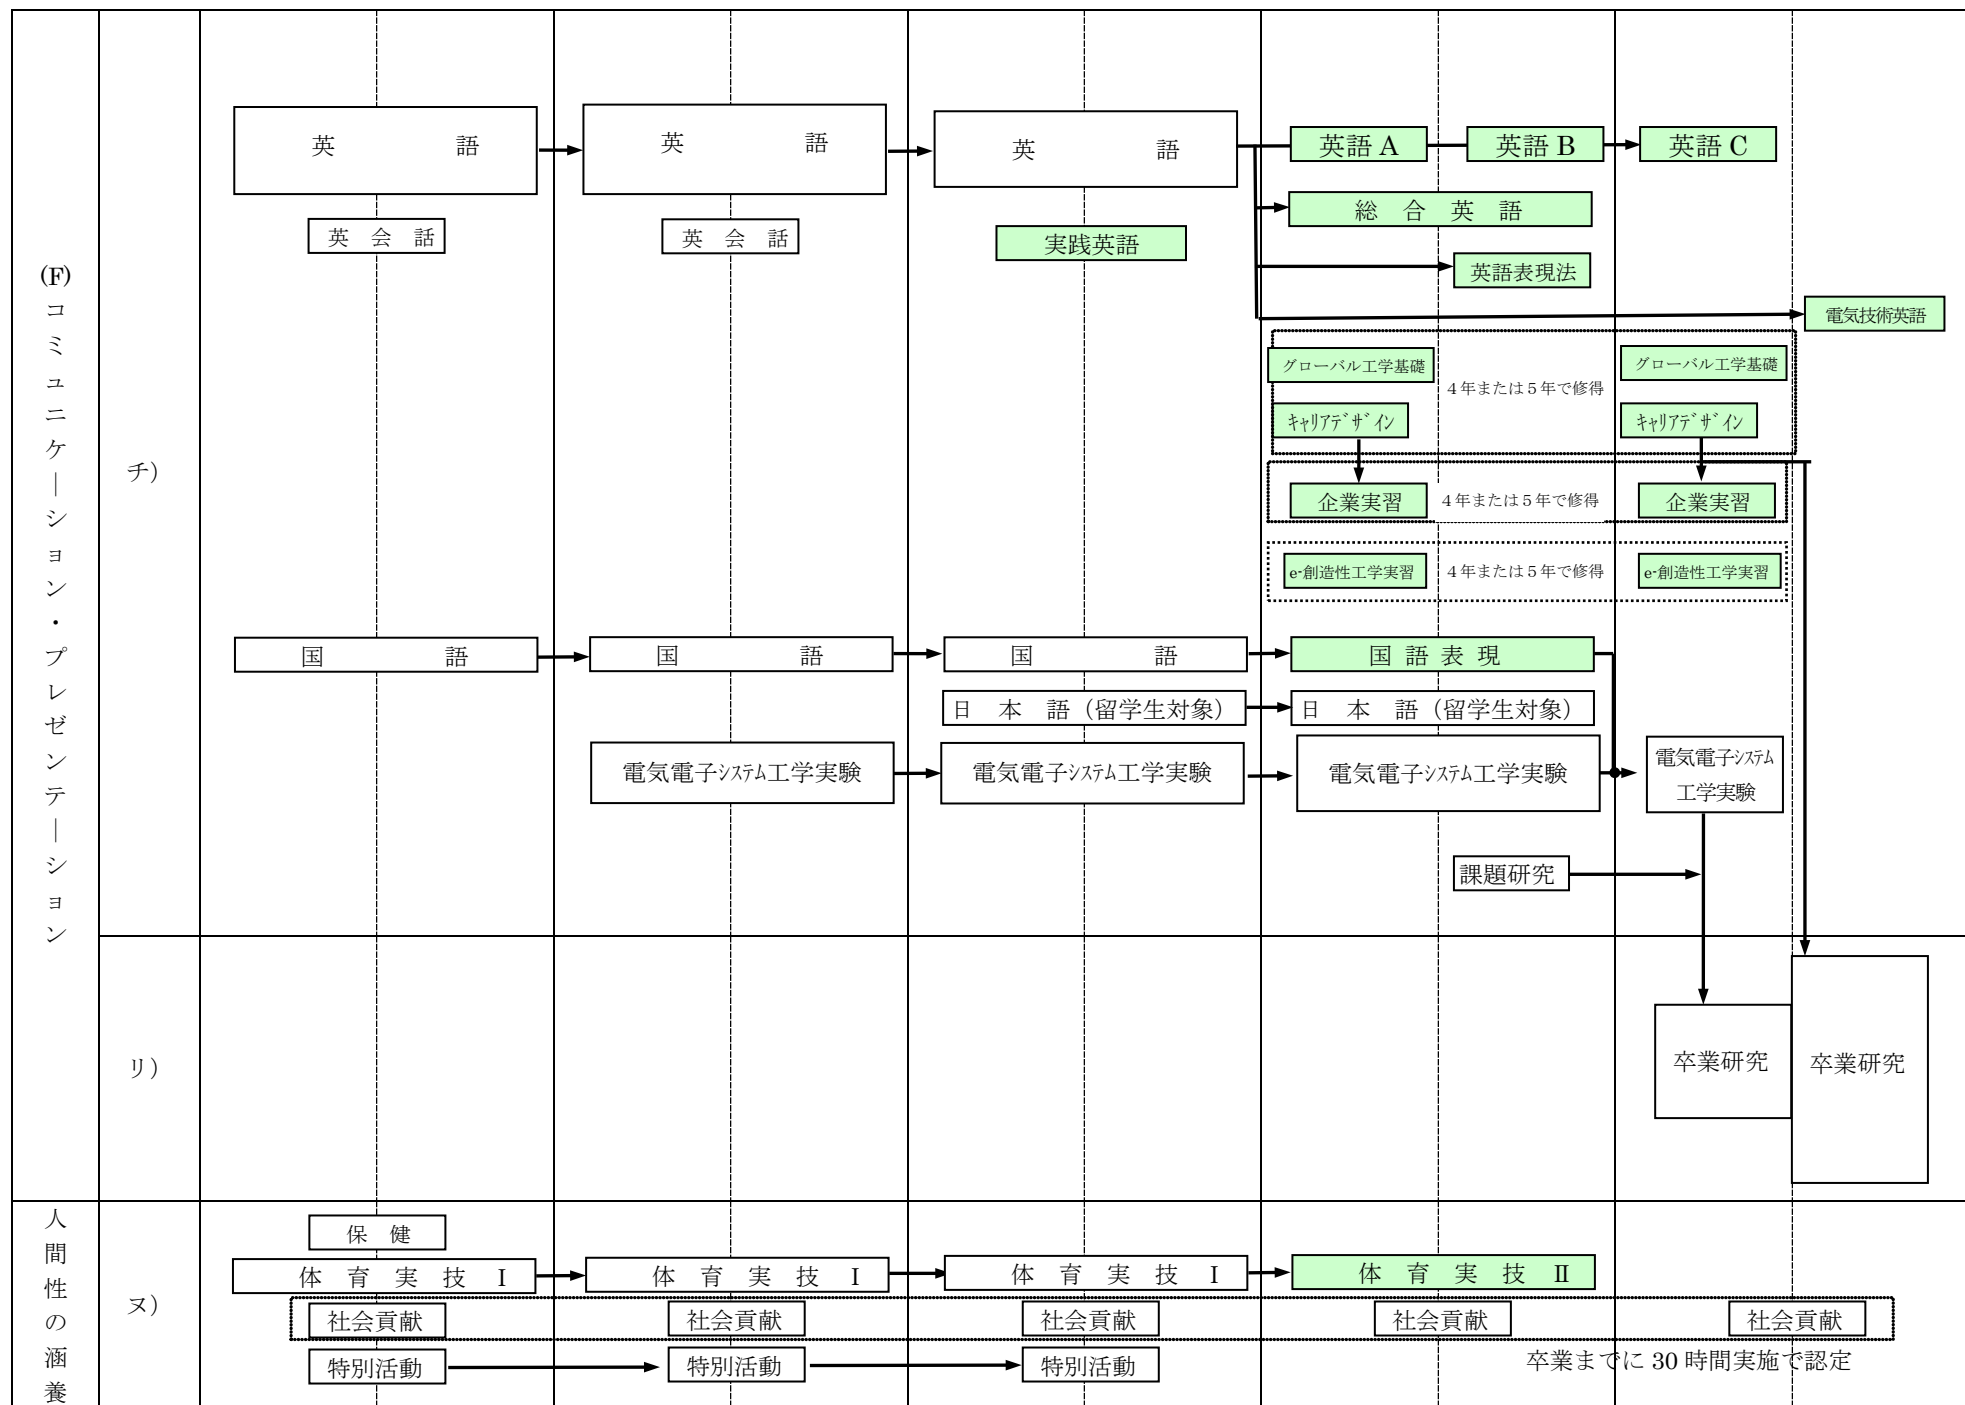 (F)コミュニケ―ション・プレゼンテ―ション
チ)
英 語
英 語
英 語
英語 A
英語 B
英語 C
総 合 英 語
英 会 話
英 会 話
実践英語
英語表現法
電気技術英語
グローバル工学基礎
4年または5年で修得
グローバル工学基礎
キャリアデザイン
キャリアデザイン
企業実習
4年または5年で修得
企業実習
e-創造性工学実習
4年または5年で修得
e-創造性工学実習
国 語
国 語
国 語
国 語 表 現
日 本 語 (留学生対象)
日 本 語 (留学生対象)
電気電子システム工学実験
電気電子システム工学実験
電気電子システム工学実験
電気電子システム
工学実験
課題研究
リ)
卒業研究
卒業研究
人間性の涵養
ヌ)
保 健
体 育 実 技 Ⅰ
体 育 実 技 Ⅰ
体 育 実 技 Ⅰ
体 育 実 技 Ⅱ
社会貢献
社会貢献
社会貢献
社会貢献
社会貢献
特別活動
特別活動
特別活動
卒業までに 30 時間実施で認定